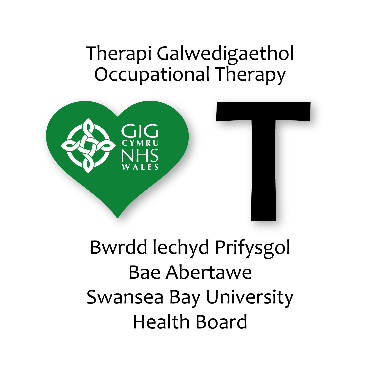 Therapi Galwedigaethol
Occupational Therapy
GIG
CYMRU
NHS
WALES
T
Bwrdd Iechyd Prifysgol
Bae Abertawe
Swansea Bay University
Health Board